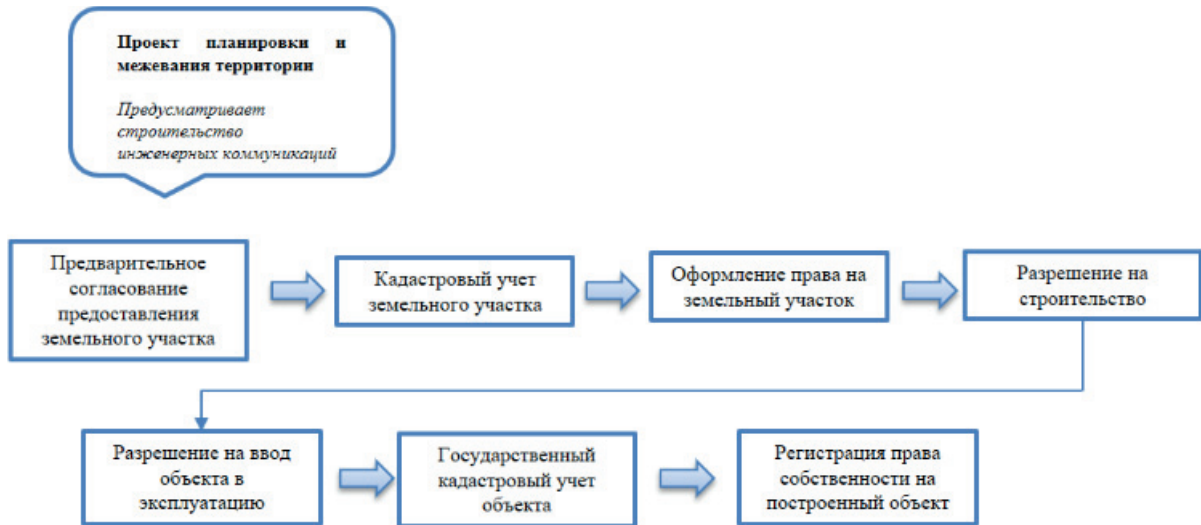 Проект планировки и
межевания территории
Предусматривает
строительство
инженерных коммуникаций
Предварительное
согласование
предоставления
земельного участка
Кадастровый учет
земельного участка
Оформление права на
земельный участок
Разрешение на
строительство
Разрешение на ввод
объекта в
эксплуатацию
Государственный
кадастровый учет
объекта
Регистрация права
собственности на
построенный объект